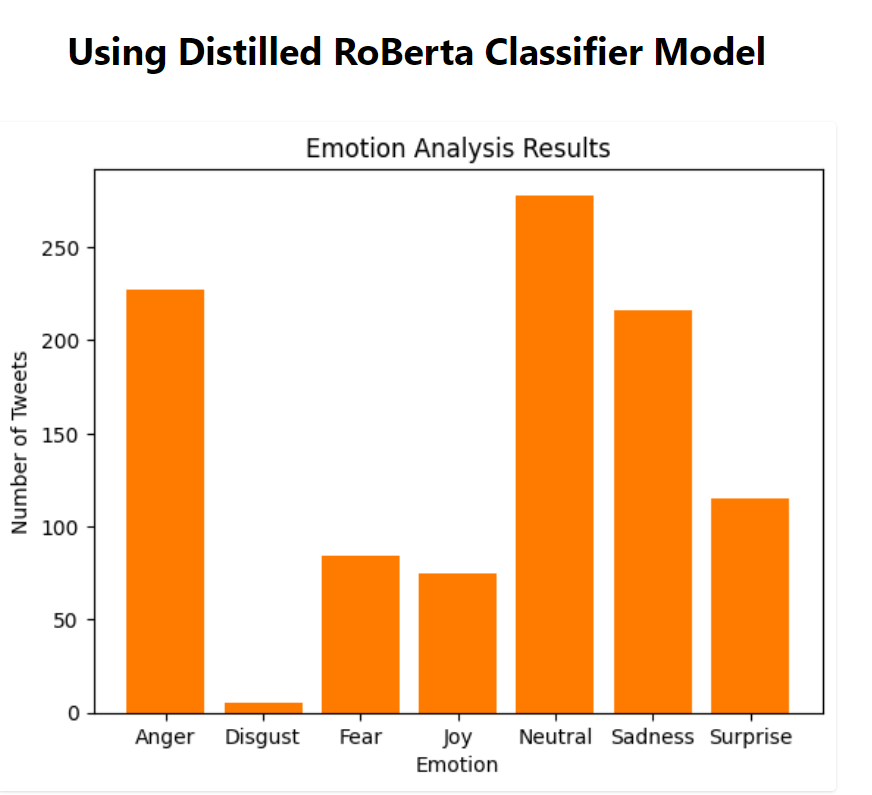 Using Distilled RoBerta Classifier Model
Emotion Analysis Results
Number of Tweets
250
200
150
100
50
0
Anger Disgust Fear Joy Neutral Sadness Surprise
Emotion